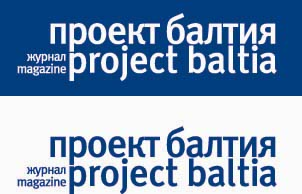 проект балтия
журнал
magazine project baltia
проект балтия
журнал
magazine project baltia